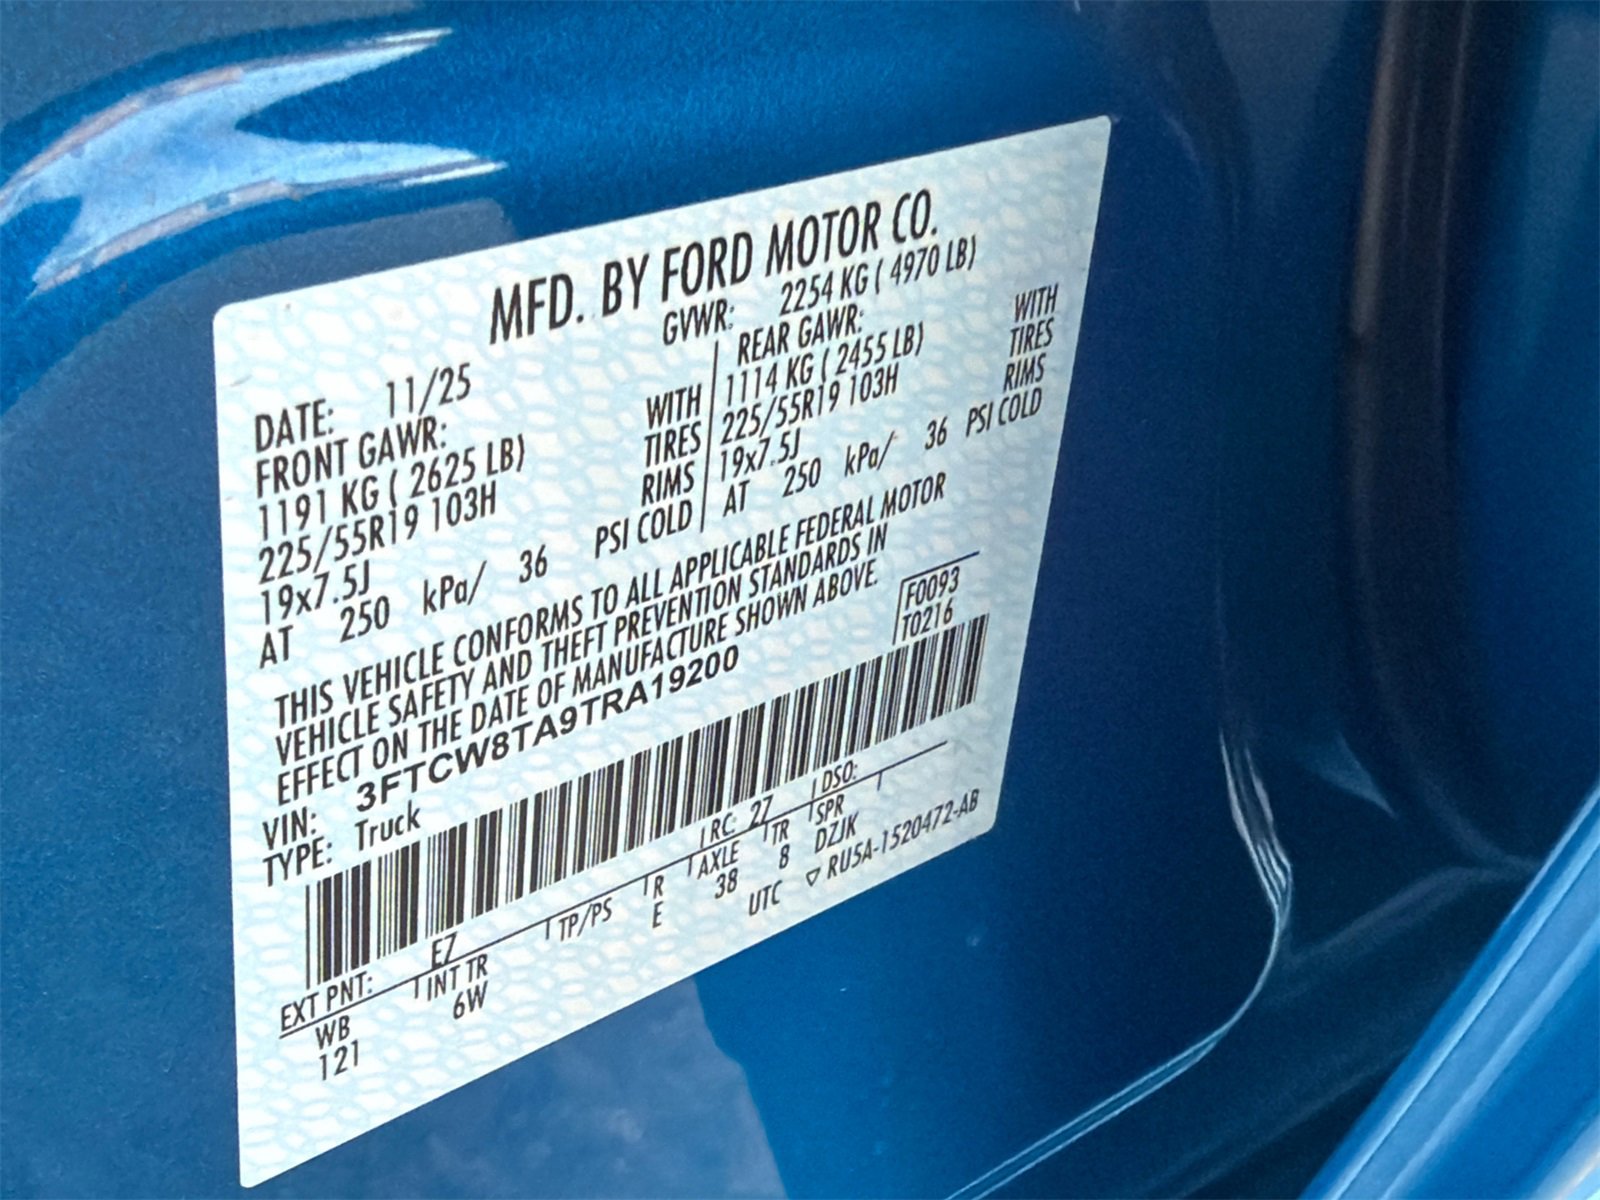 MFD. BY FORD MOTOR CO.
DATE: 11/25 GVWR: 2254 KG ( 4970 LB)
FRONT GAWR: WITH
1191 KG ( 2625 LB) TIRES
225/55R19 103H RIMS
19x7.5J
AT 250 kPa/ 36 PSI COLD
REAR GAWR: WITH
1114 KG ( 2455 LB) TIRES
225/55R19 103H RIMS
19x7.5J
AT 250 kPa/ 36 PSI COLD
THIS VEHICLE CONFORMS TO ALL APPLICABLE FEDERAL MOTOR
VEHICLE SAFETY AND THEFT PREVENTION STANDARDS IN
EFFECT ON THE DATE OF MANUFACTURE SHOWN ABOVE.
VIN: 3FTCW8TA9TRA19200
TYPE: Truck
F0093
T0216
EXT PNT: EZ RC: 27 DSO:
WB INT TR TP/PS R AXLE TR SPR
121 6W E 38 8 DZJK
UTC ▽ RU5A-1520472-AB